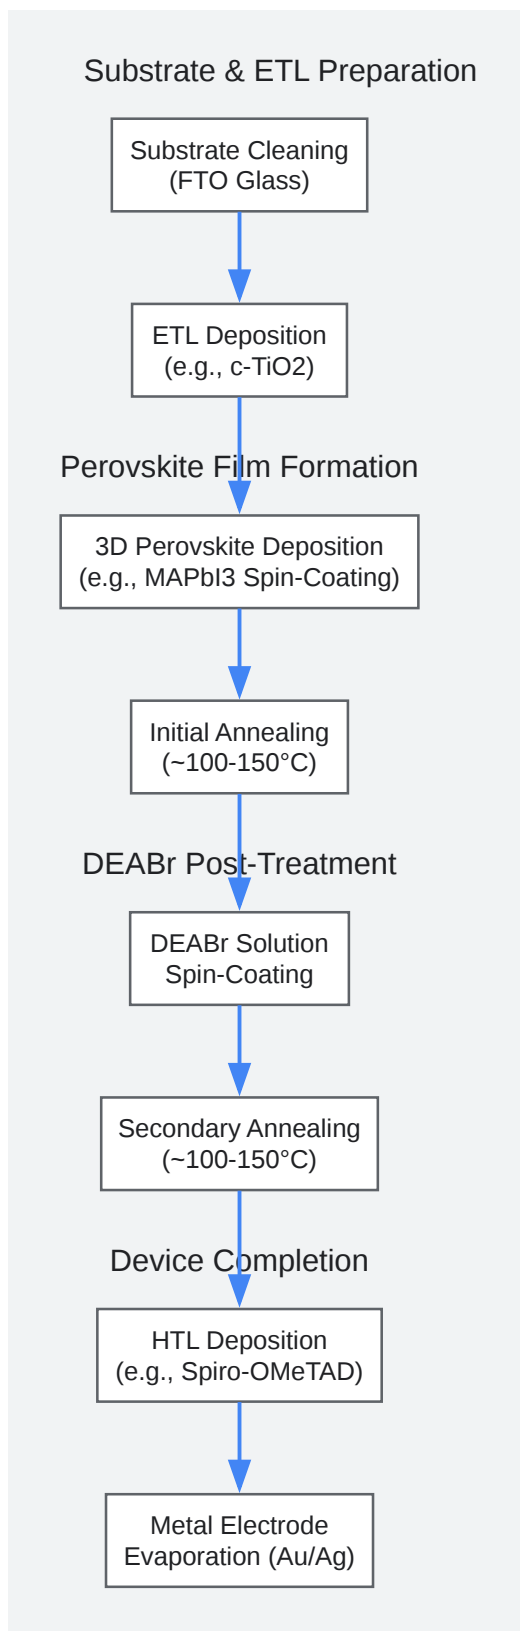 Substrate & ETL Preparation
Substrate Cleaning
(FTO Glass)
ETL Deposition
(e.g., c-TiO2)
Perovskite Film Formation
3D Perovskite Deposition
(e.g., MAPbI3 Spin-Coating)
Initial Annealing
(~100-150°C)
DEABr Post-Treatment
DEABr Solution
Spin-Coating
Secondary Annealing
(~100-150°C)
Device Completion
HTL Deposition
(e.g., Spiro-OMeTAD)
Metal Electrode
Evaporation (Au/Ag)